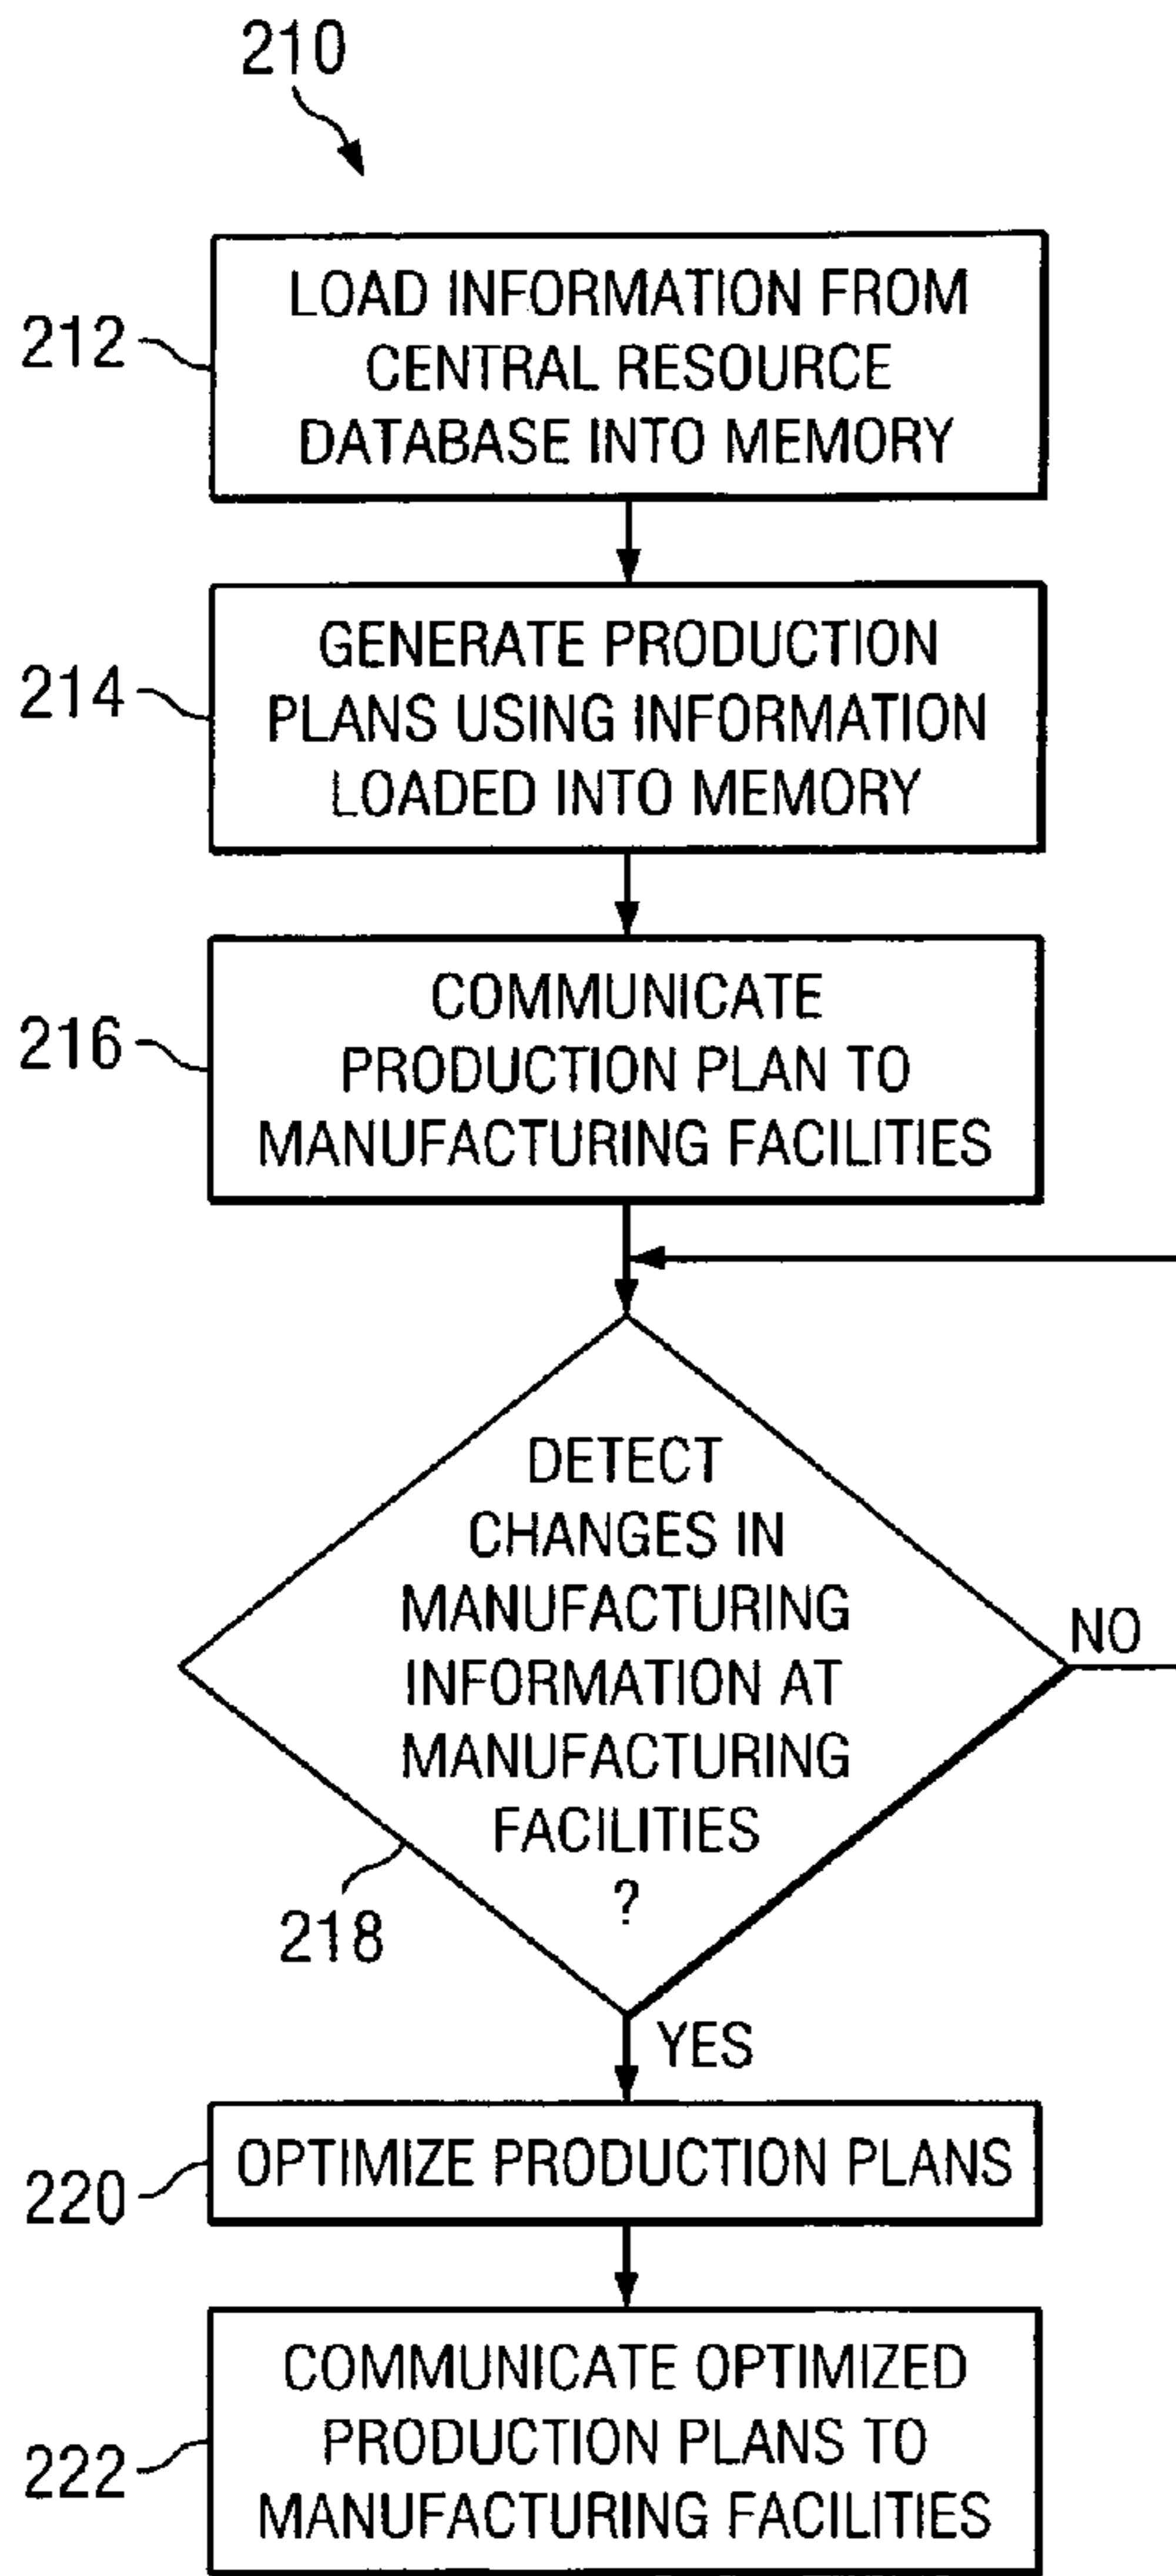 210
212
LOAD INFORMATION FROM
CENTRAL RESOURCE
DATABASE INTO MEMORY
214
GENERATE PRODUCTION
PLANS USING INFORMATION
LOADED INTO MEMORY
216
COMMUNICATE
PRODUCTION PLAN TO
MANUFACTURING FACILITIES
DETECT
CHANGES IN
MANUFACTURING
INFORMATION AT
MANUFACTURING
FACILITIES
?
NO
218
YES
220
OPTIMIZE PRODUCTION PLANS
222
COMMUNICATE OPTIMIZED
PRODUCTION PLANS TO
MANUFACTURING FACILITIES